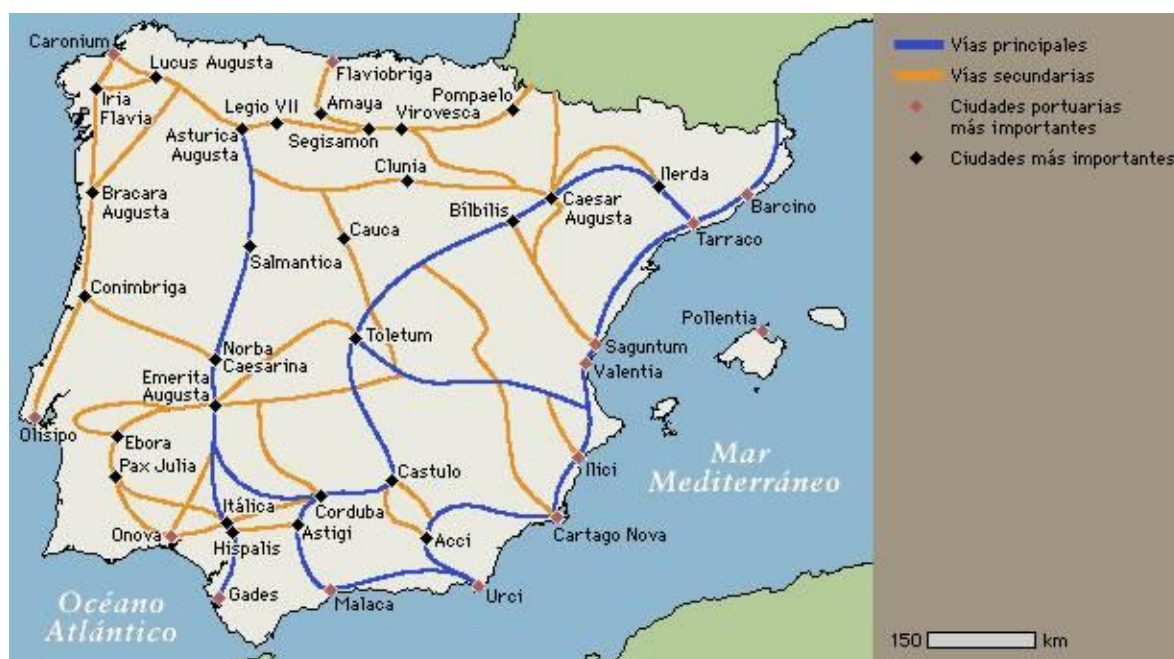 Caronium
Lucus Augusta
Iria
Flavia
Flaviobriga
Legio VII
Amaya
Pompaelo
Virovesca
Asturica
Augusta
Segisamon
Clunia
Ilerda
Bracara
Augusta
Caesar
Augusta
Bílbilis
Barcino
Tarraco
Cauca
Salmantica
Conimbriga
Pollentia
Toletum
Saguntum
Valentia
Norba
Caesarina
Emerita
Augusta
Olisipo
Ebora
Pax Julia
Castulo
Ilici
Mar
Mediterráneo
Itálica
Corduba
Onova
Hispalis
Astigi
Acci
Cartago Nova
Gades
Malaca
Urci
Océano
Atlántico
Vías principales
Vías secundarias
Ciudades portuarias
más importantes
Ciudades más importantes
150 km